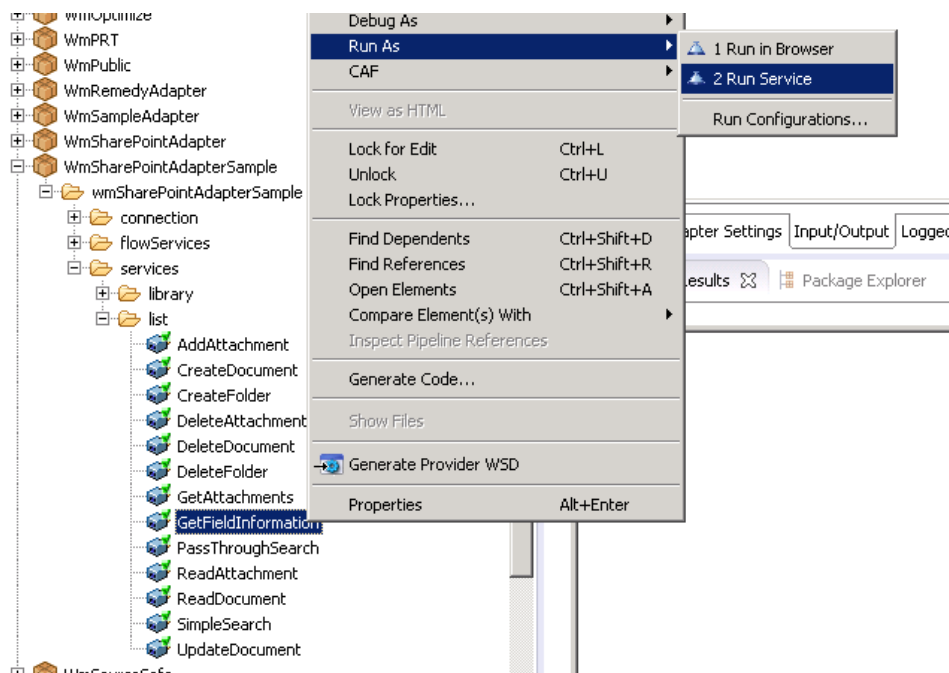 WmOptimize
WmPRT
WmPublic
WmRemedyAdapter
WmSampleAdapter
WmSharePointAdapter
WmSharePointAdapterSample
wmSharePointAdapterSample
connection
flowServices
services
library
list
AddAttachment
CreateDocument
CreateFolder
DeleteAttachment
DeleteDocument
DeleteFolder
GetAttachments
GetFieldInformation
PassThroughSearch
ReadAttachment
ReadDocument
SimpleSearch
UpdateDocument
Debug As
Run As
CAF
View as HTML
Lock for Edit Ctrl+L
Unlock Ctrl+U
Lock Properties...
Find Dependents Ctrl+Shift+D
Find References Ctrl+Shift+R
Open Elements Ctrl+Shift+A
Compare Element(s) With
Inspect Pipeline References
Generate Code...
Show Files
Generate Provider WSD
Properties Alt+Enter
1 Run in Browser
2 Run Service
Run Configurations...
apter Settings Input/Output Logged
esults Package Explorer